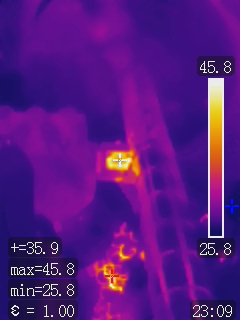 45.8
25.8
+=35.9
max=45.8
min=25.8
ε = 1.00
23:09